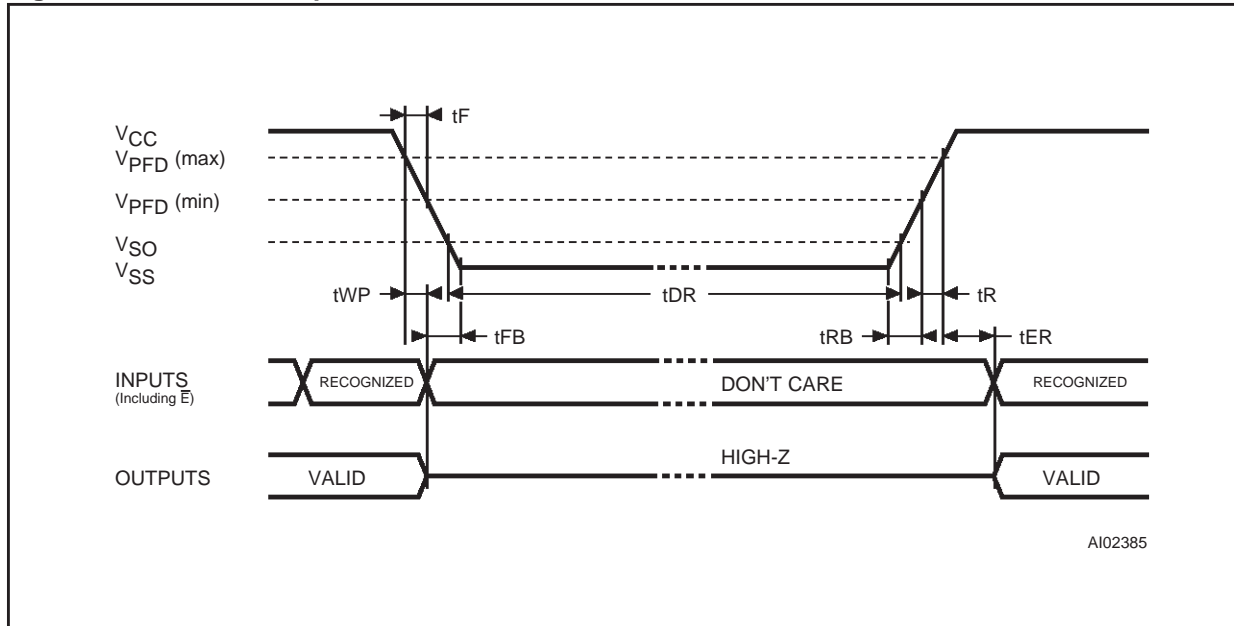 tF
VCC
VPFD (max)
VPFD (min)
VSO
VSS
tWP
tDR
tR
tFB
tRB
tER
INPUTS
(Including E̅)
RECOGNIZED
DON'T CARE
RECOGNIZED
HIGH-Z
OUTPUTS
VALID
VALID
AI02385